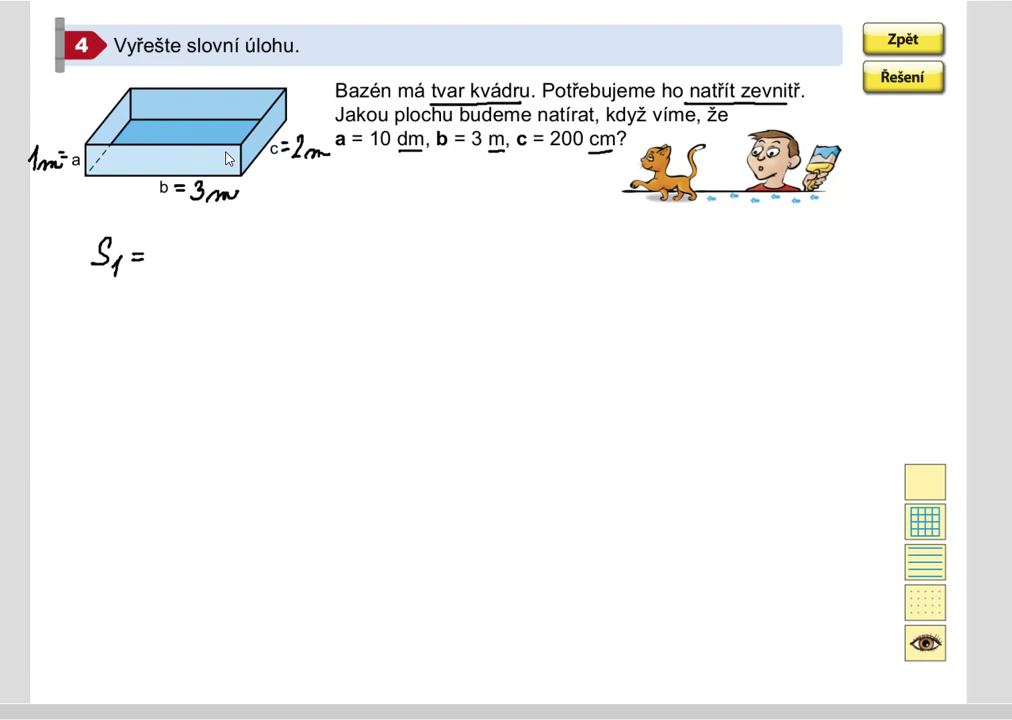 4 Vyřešte slovní úlohu.
Zpět
Řešení
Bazén má tvar kvádru. Potřebujeme ho natřít zevnitř.
Jakou plochu budeme natírat, když víme, že
a = 10 dm, b = 3 m, c = 200 cm?
1m = a
c = 2m
b = 3m
S₁ =